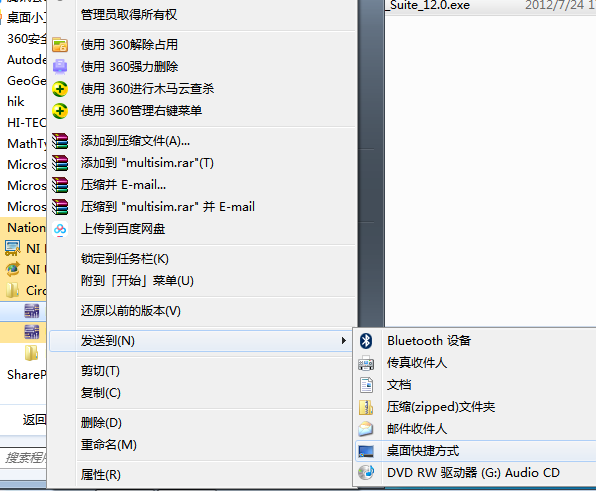 桌面小
360安全
Autode
GeoGe
hik
HI-TEC
MathTy
Micros
Micros
Micros
Nation
NI
NI
Circ
ShareP
返回
搜索程序
管理员取得所有权
使用 360解除占用
使用 360强力删除
使用 360进行木马云查杀
使用 360管理右键菜单
添加到压缩文件(A)...
添加到 "multisim.rar"(T)
压缩并 E-mail...
压缩到 "multisim.rar" 并 E-mail
上传到百度网盘
锁定到任务栏(K)
附到「开始」菜单(U)
还原以前的版本(V)
发送到(N)
剪切(T)
复制(C)
删除(D)
重命名(M)
属性(R)
_Suite_12.0.exe 2012/7/24 1
Bluetooth 设备
传真收件人
文档
压缩(zipped)文件夹
邮件收件人
桌面快捷方式
DVD RW 驱动器 (G:) Audio CD